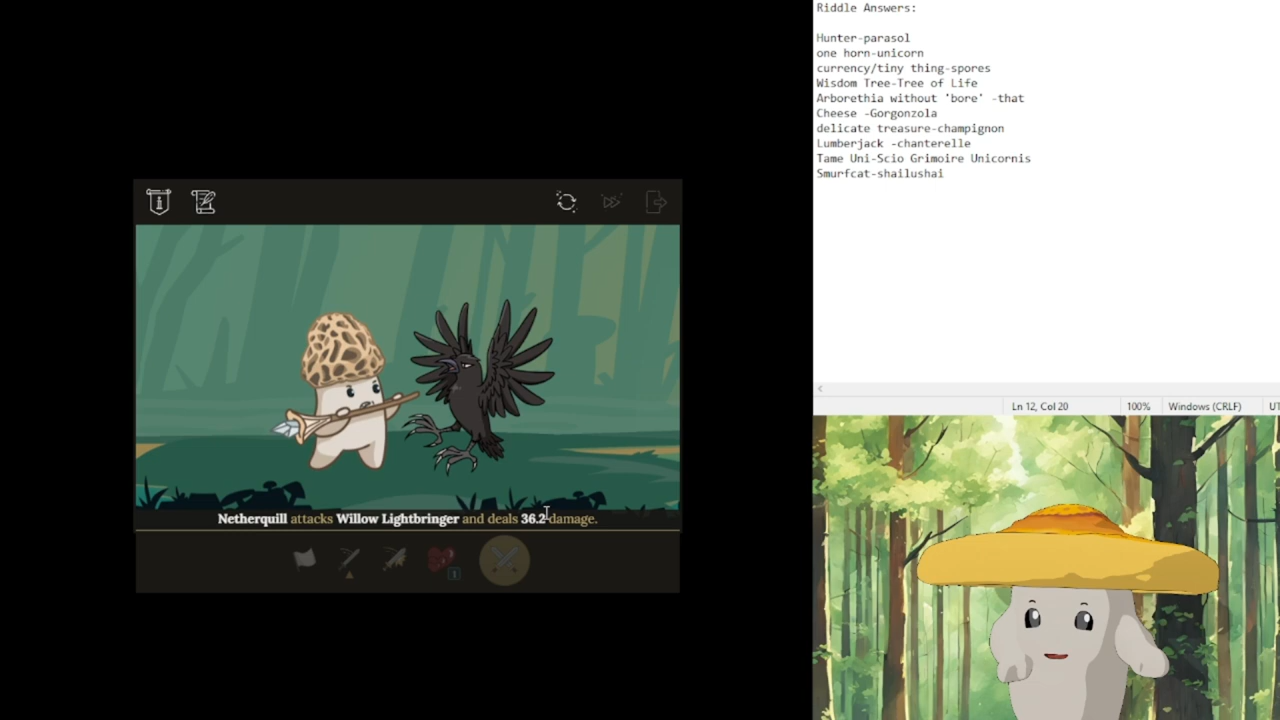 Riddle Answers:
Hunter-parasol
one horn-unicorn
currency/tiny thing-spores
Wisdom Tree-Tree of Life
Arborethia without 'bore' -that
Cheese -Gorgonzola
delicate treasure-champignon
Lumberjack -chanterelle
Tame Uni-Scio Grimoire Unicornis
Smurfcat-shailushai
Netherquill attacks Willow Lightbringer and deals 36.2 damage.
1
Ln 12, Col 20 100% Windows (CRLF) UT